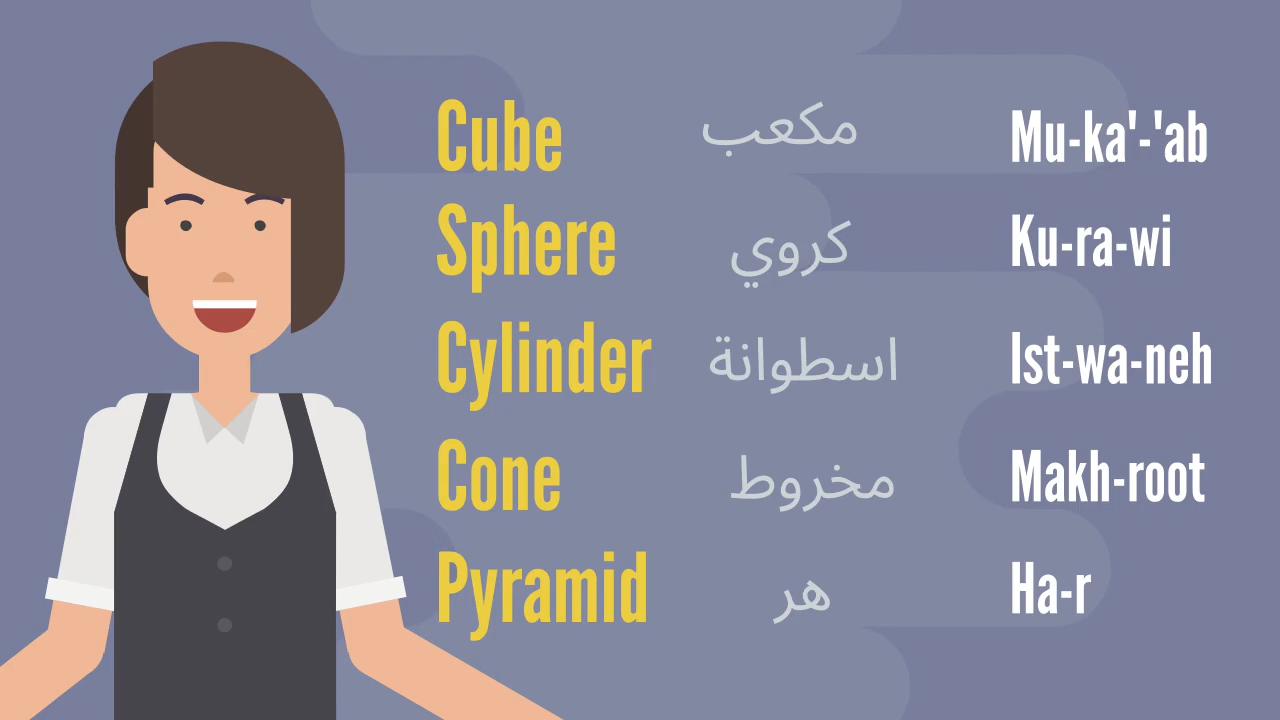 Cube مكعب Mu-ka'-'ab
Sphere كروي Ku-ra-wi
Cylinder اسطوانة Ist-wa-neh
Cone مخروط Makh-root
Pyramid هر Ha-r